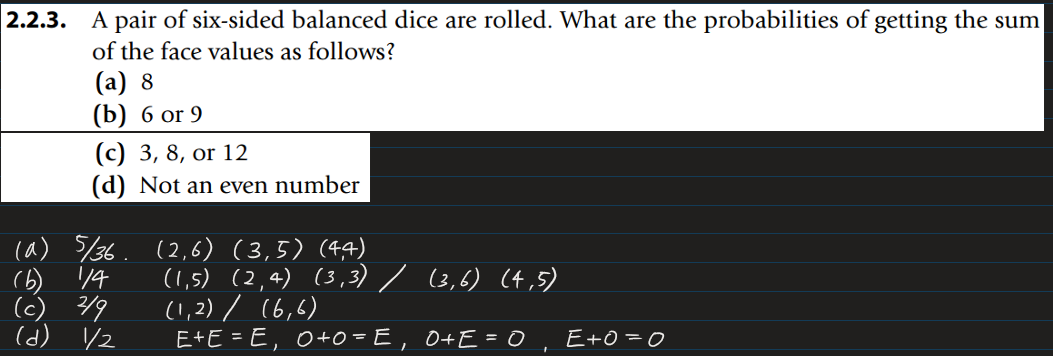 2.2.3. A pair of six-sided balanced dice are rolled. What are the probabilities of getting the sum
of the face values as follows?
(a) 8
(b) 6 or 9
(c) 3, 8, or 12
(d) Not an even number
(a) 5/36. (2,6) (3,5) (4,4)
(b) 1/4 (1,5) (2,4) (3,3) / (3,6) (4,5)
(c) 2/9 (1,2) / (6,6)
(d) 1/2 E+E=E, O+O=E, O+E=O, E+O=O